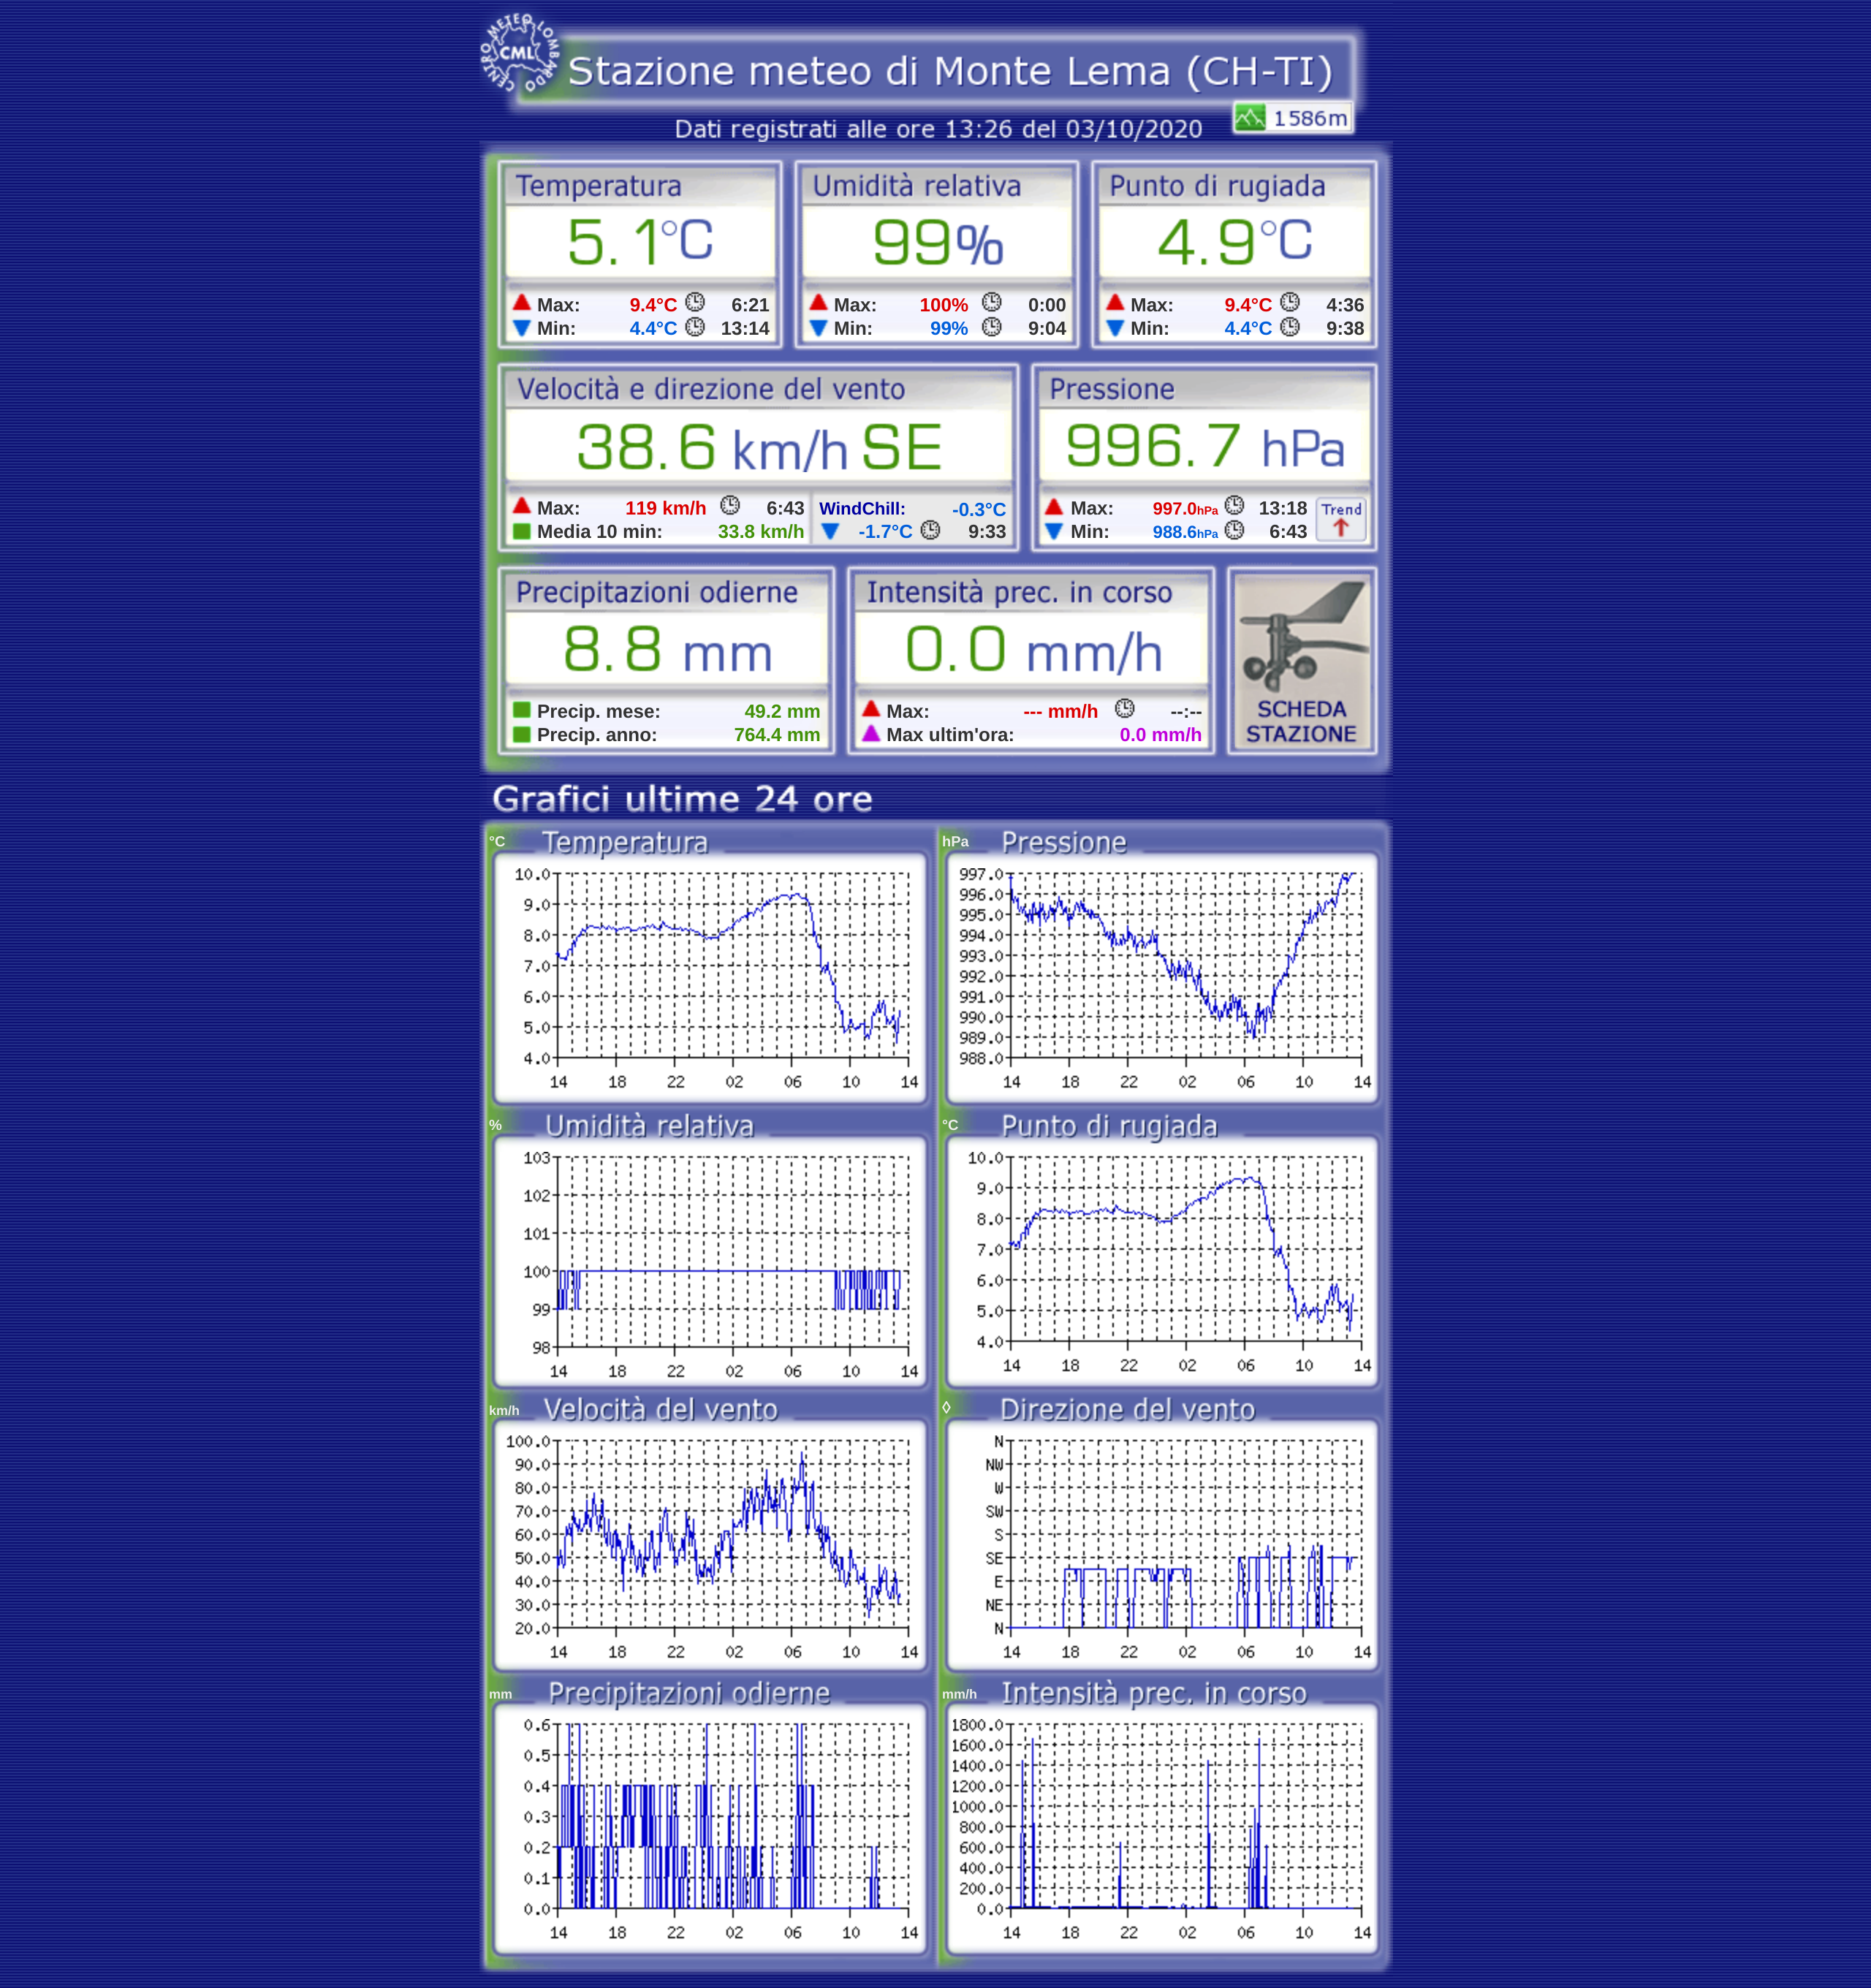 CENTRO METEO LOMBARDO
CML
Stazione meteo di Monte Lema (CH-TI)
1586m
Dati registrati alle ore 13:26 del 03/10/2020
Temperatura Umidità relativa Punto di rugiada
5.1°C 99% 4.9°C
Max: 9.4°C 6:21 Max: 100% 0:00 Max: 9.4°C 4:36
Min: 4.4°C 13:14 Min: 99% 9:04 Min: 4.4°C 9:38
Velocità e direzione del vento Pressione
38.6 km/h SE 996.7 hPa
Max: 119 km/h 6:43 WindChill: -0.3°C Max: 997.0hPa 13:18 Trend
Media 10 min: 33.8 km/h -1.7°C 9:33 Min: 988.6hPa 6:43
Precipitazioni odierne Intensità prec. in corso
8.8 mm 0.0 mm/h
Precip. mese: 49.2 mm Max: --- mm/h --:-- SCHEDA
Precip. anno: 764.4 mm Max ultim'ora: 0.0 mm/h STAZIONE
Grafici ultime 24 ore
°C Temperatura
10.0
9.0
8.0
7.0
6.0
5.0
4.0
14 18 22 02 06 10 14
hPa Pressione
997.0
996.0
995.0
994.0
993.0
992.0
991.0
990.0
989.0
988.0
14 18 22 02 06 10 14
% Umidità relativa
103
102
101
100
99
98
14 18 22 02 06 10 14
°C Punto di rugiada
10.0
9.0
8.0
7.0
6.0
5.0
4.0
14 18 22 02 06 10 14
km/h Velocità del vento
100.0
90.0
80.0
70.0
60.0
50.0
40.0
30.0
20.0
14 18 22 02 06 10 14
◊ Direzione del vento
N
NW
W
SW
S
SE
E
NE
N
14 18 22 02 06 10 14
mm Precipitazioni odierne
0.6
0.5
0.4
0.3
0.2
0.1
0.0
14 18 22 02 06 10 14
mm/h Intensità prec. in corso
1800.0
1600.0
1400.0
1200.0
1000.0
800.0
600.0
400.0
200.0
0.0
14 18 22 02 06 10 14